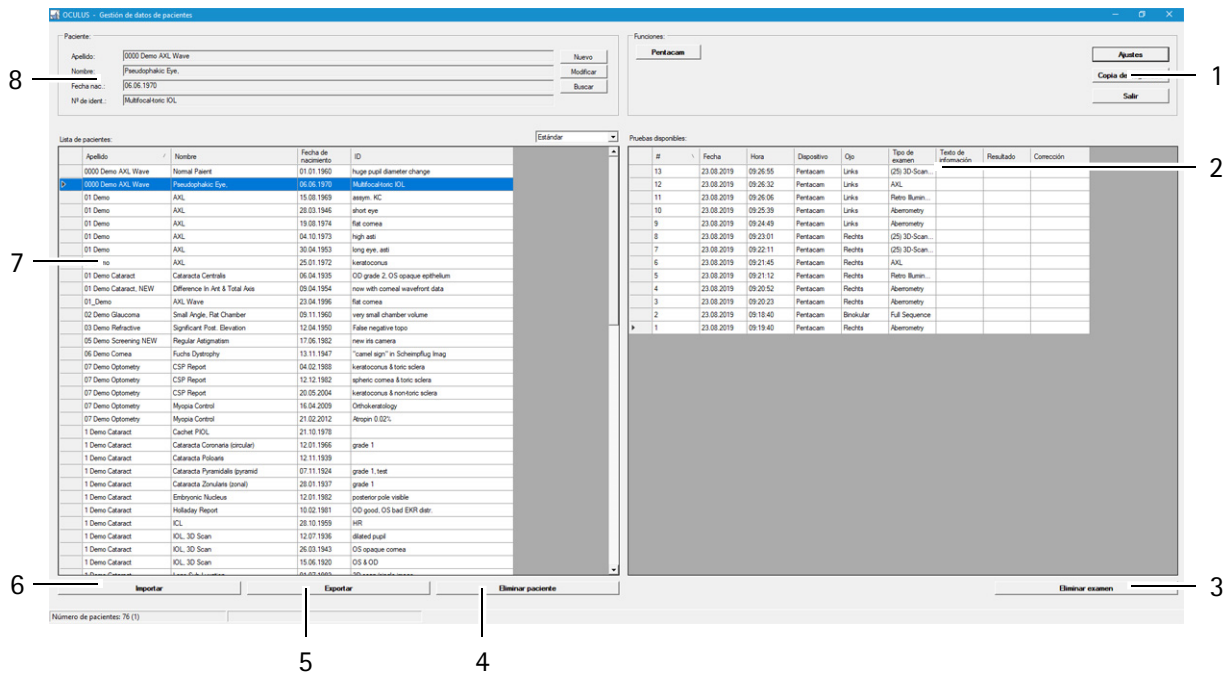 OCULUS - Gestión de datos de pacientes
Paciente:
Apellido: 0000 Demo AXL Wave Nuevo
Nombre: Pseudophakic Eye, Modificar
Fecha nac.: 06.06.1970 Buscar
Nº de ident.: Multifocal-toric IOL
Funciones:
Pentacam
Ajustes
Copia de
Salir
8
1
Lista de pacientes: Estándar
Apellido Nombre Fecha de nacimiento ID
0000 Demo AXL Wave Normal Paient 01.01.1960 huge pupil diameter change
0000 Demo AXL Wave Pseudophakic Eye, 06.06.1970 Multifocal-toric IOL
01 Demo AXL 15.08.1969 assym. KC
01 Demo AXL 28.03.1946 short eye
01 Demo AXL 19.08.1974 flat cornea
01 Demo AXL 04.10.1973 high asti
01 Demo AXL 30.04.1953 long eye, asti
no AXL 25.01.1972 keratoconus
01 Demo Cataract Cataracta Centralis 06.04.1935 OD grade 2, OS opaque epithelium
01 Demo Cataract, NEW Difference In Ant & Total Axis 09.04.1954 now with corneal wavefront data
01_Demo AXL Wave 23.04.1996 flat cornea
02 Demo Glaucoma Small Angle, Flat Chamber 09.11.1960 very small chamber volume
03 Demo Refractive Significant Post. Elevation 12.04.1950 False negative topo
05 Demo Screening NEW Regular Astigmatism 17.06.1982 new iris camera
06 Demo Cornea Fuchs Dystrophy 13.11.1947 "camel sign" in Scheimpflug Imag
07 Demo Optometry CSP Report 04.02.1988 keratoconus & toric sclera
07 Demo Optometry CSP Report 12.12.1982 spheric cornea & toric sclera
07 Demo Optometry CSP Report 20.05.2004 keratoconus & non-toric sclera
07 Demo Optometry Myopia Control 16.04.2009 Orthokeratology
07 Demo Optometry Myopia Control 21.02.2012 Atropin 0.02%
1 Demo Cataract Cachet PIOL 21.10.1978
1 Demo Cataract Cataracta Coronaria (circular) 12.01.1966 grade 1
1 Demo Cataract Cataracta Poloaris 12.11.1939
1 Demo Cataract Cataracta Pyramidalis (pyramid 07.11.1924 grade 1, test
1 Demo Cataract Cataracta Zonularis (zonal) 28.01.1937 grade 1
1 Demo Cataract Embryonic Nucleus 12.01.1982 posterior pole visible
1 Demo Cataract Holladay Report 10.02.1981 OD good, OS bad EKR distr.
1 Demo Cataract ICL 28.10.1959 HR
1 Demo Cataract IOL, 3D Scan 12.07.1936 dilated pupil
1 Demo Cataract IOL, 3D Scan 26.03.1943 OS opaque cornea
1 Demo Cataract IOL, 3D Scan 15.06.1920 OS & OD
7
Pruebas disponibles:
# Fecha Hora Dispositivo Ojo Tipo de examen Texto de información Resultado Corrección
13 23.08.2019 09:26:55 Pentacam Links (25) 3D-Scan...
12 23.08.2019 09:26:32 Pentacam Links AXL
11 23.08.2019 09:26:06 Pentacam Links Retro Illumin...
10 23.08.2019 09:25:39 Pentacam Links Aberrometry
9 23.08.2019 09:24:49 Pentacam Links Aberrometry
8 23.08.2019 09:23:01 Pentacam Rechts (25) 3D-Scan...
7 23.08.2019 09:22:11 Pentacam Rechts (25) 3D-Scan...
6 23.08.2019 09:21:45 Pentacam Rechts AXL
5 23.08.2019 09:21:12 Pentacam Rechts Retro Illumin...
4 23.08.2019 09:20:52 Pentacam Rechts Aberrometry
3 23.08.2019 09:20:23 Pentacam Rechts Aberrometry
2 23.08.2019 09:18:40 Pentacam Binokular Full Sequence
1 23.08.2019 09:19:40 Pentacam Rechts Aberrometry
2
6
Importar Exportar Eliminar paciente Eliminar examen
3
Número de pacientes: 76 (1)
5
4